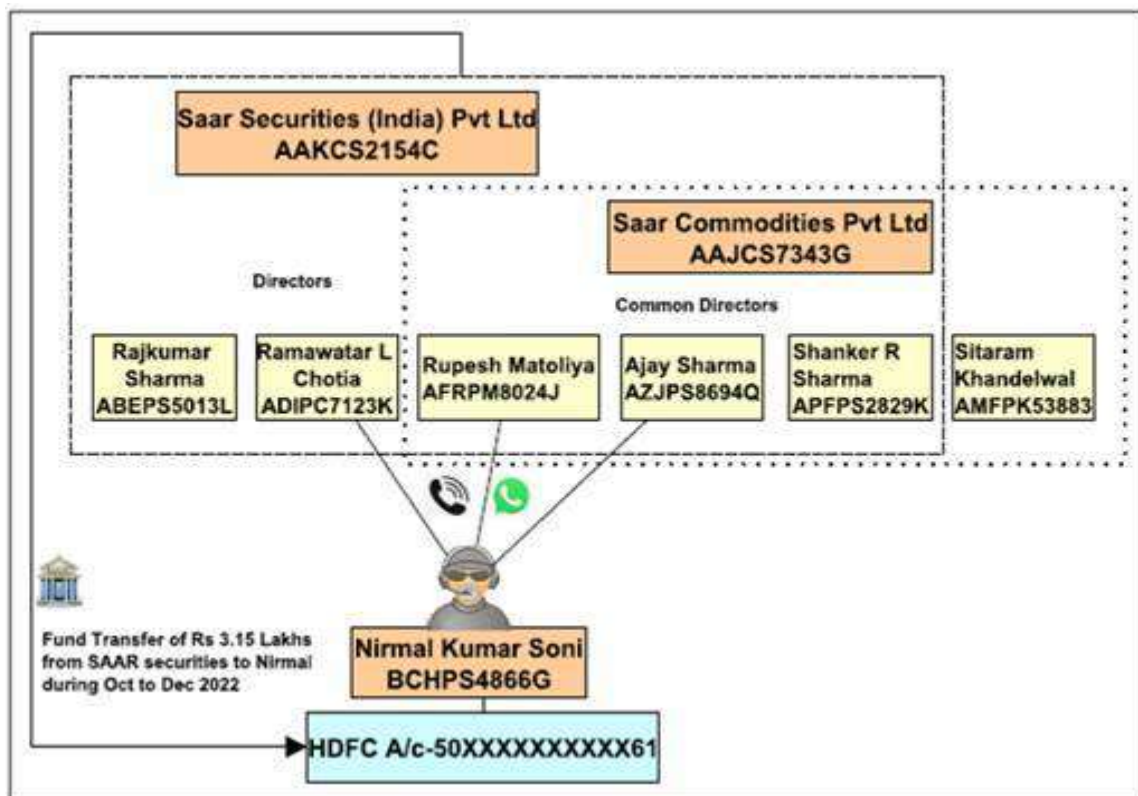 Saar Securities (India) Pvt Ltd
AAKCS2154C
Saar Commodities Pvt Ltd
AAJCS7343G
Directors
Common Directors
Rajkumar
Sharma
ABEPS5013L
Ramawatar L
Chotia
ADIPC7123K
Rupesh Matoliya
AFRPM8024J
Ajay Sharma
AZJPS8694Q
Shanker R
Sharma
APFPS2829K
Sitaram
Khandelwal
AMFPK53883
Fund Transfer of Rs 3.15 Lakhs
from SAAR securities to Nirmal
during Oct to Dec 2022
Nirmal Kumar Soni
BCHPS4866G
HDFC A/c-50XXXXXXXXXX61